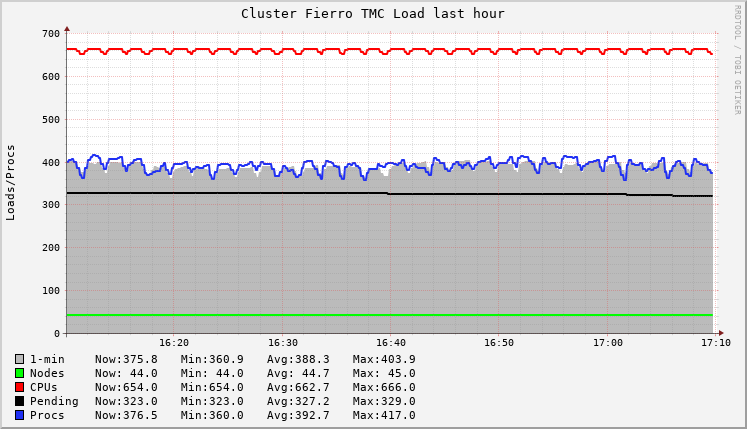 Cluster Fierro TMC Load last hour
RRDTOOL / TOBI OETIKER
Loads/Procs
700
600
500
400
300
200
100
0
16:20 16:30 16:40 16:50 17:00 17:10
1-min Now:375.8 Min:360.9 Avg:388.3 Max:403.9
Nodes Now: 44.0 Min: 44.0 Avg: 44.7 Max: 45.0
CPUs Now:654.0 Min:654.0 Avg:662.7 Max:666.0
Pending Now:323.0 Min:323.0 Avg:327.2 Max:329.0
Procs Now:376.5 Min:360.0 Avg:392.7 Max:417.0